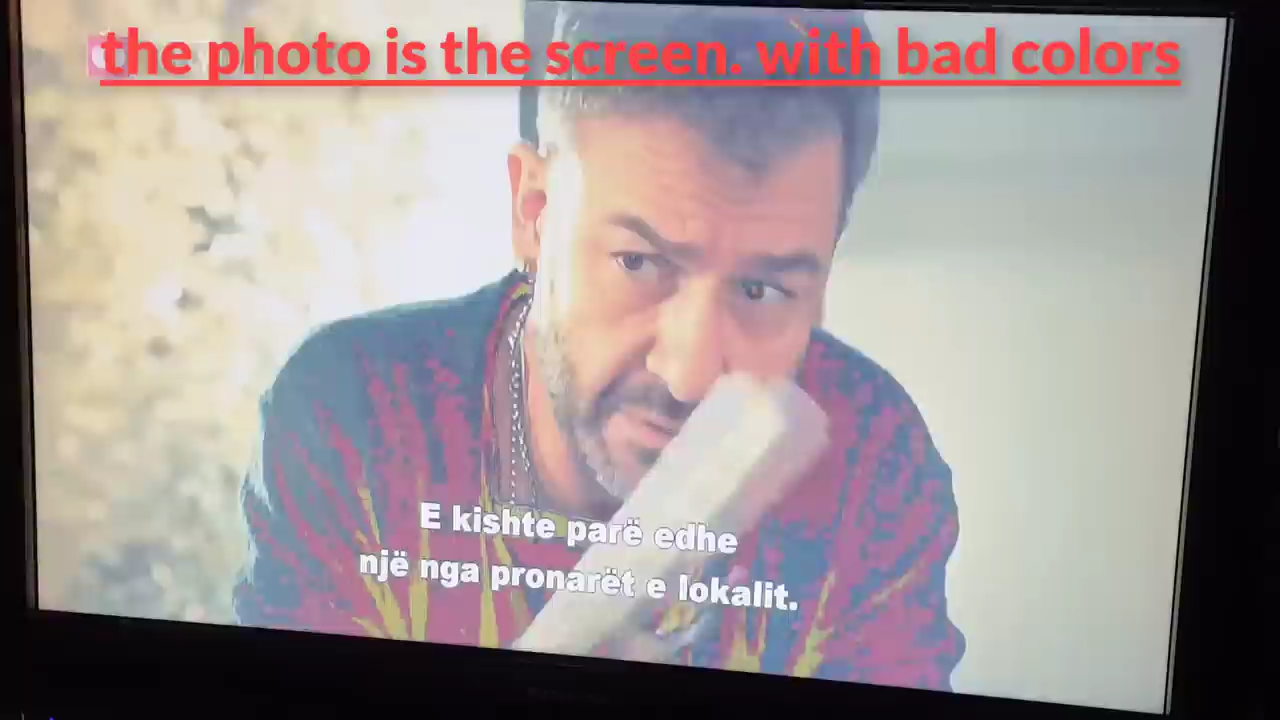 the photo is the screen. with bad colors
E kishte parë edhe
një nga pronarët e lokalit.